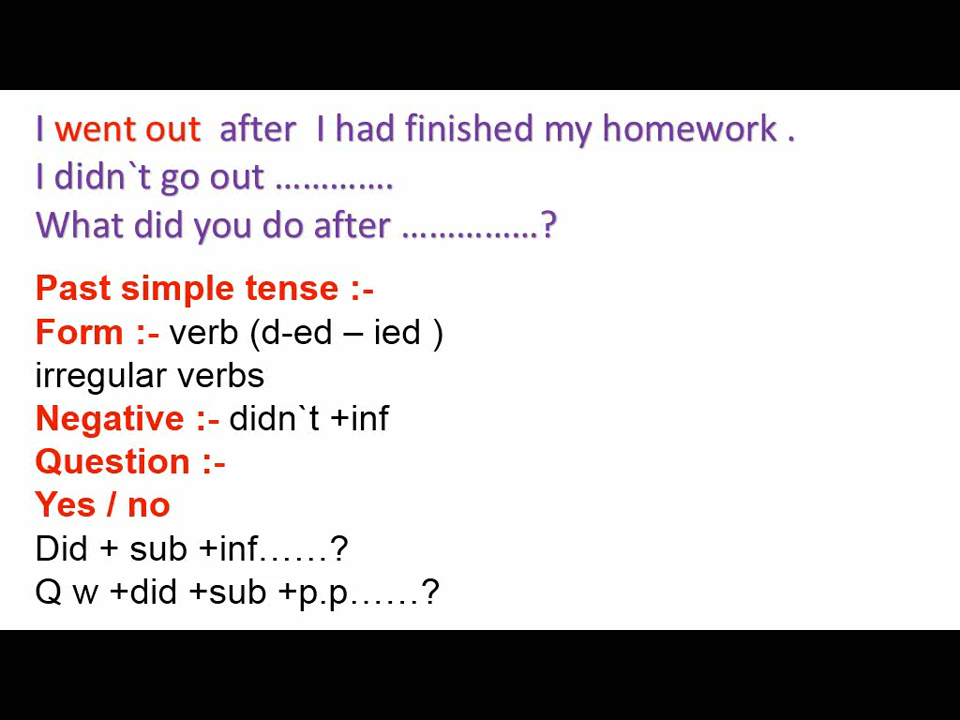 I went out after I had finished my homework .
I didn`t go out ………….
What did you do after ……………?
Past simple tense :-
Form :- verb (d-ed – ied )
irregular verbs
Negative :- didn`t +inf
Question :-
Yes / no
Did + sub +inf……?
Q w +did +sub +p.p……?